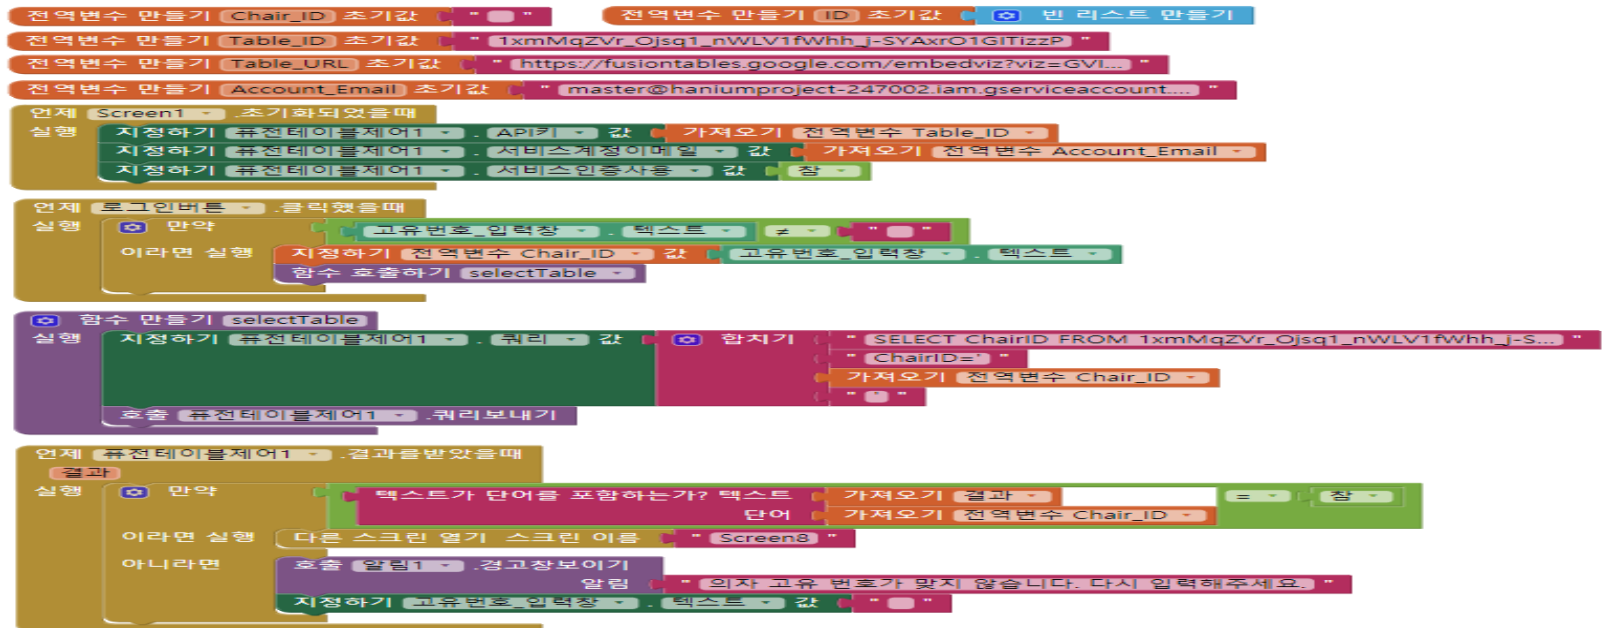 전역변수 만들기 Chair_ID 초기값 " "
전역변수 만들기 ID 초기값 빈 리스트 만들기
전역변수 만들기 Table_ID 초기값 " 1xmMqZVr_Ojsq1_nWLV1fWhh_j-SYAxrO1GITizzP "
전역변수 만들기 Table_URL 초기값 " https://fusiontables.google.com/embedviz?viz=GVI... "
전역변수 만들기 Account_Email 초기값 " master@haniumproject-247002.iam.gserviceaccount.... "
언제 Screen1 .초기화되었을때
실행 지정하기 퓨전테이블제어1 . API키 값 가져오기 전역변수 Table_ID
지정하기 퓨전테이블제어1 . 서비스계정이메일 값 가져오기 전역변수 Account_Email
지정하기 퓨전테이블제어1 . 서비스인증사용 값 참
언제 로그인버튼 .클릭했을때
실행 만약 고유번호_입력창 . 텍스트 ≠ " "
이라면 실행 지정하기 전역변수 Chair_ID 값 고유번호_입력창 . 텍스트
함수 호출하기 selectTable
함수 만들기 selectTable
실행 지정하기 퓨전테이블제어1 . 쿼리 값 합치기 " SELECT ChairID FROM 1xmMqZVr_Ojsq1_nWLV1fWhh_j-S... "
" ChairID=' "
가져오기 전역변수 Chair_ID
" ' "
호출 퓨전테이블제어1 .쿼리보내기
언제 퓨전테이블제어1 .결과를받았을때
결과
실행 만약 텍스트가 단어를 포함하는가? 텍스트 가져오기 결과 = 참
단어 가져오기 전역변수 Chair_ID
이라면 실행 다른 스크린 열기 스크린 이름 " Screen8 "
아니라면 호출 알림1 .경고창보이기
알림 " 의자 고유 번호가 맞지 않습니다. 다시 입력해주세요. "
지정하기 고유번호_입력창 . 텍스트 값 " "